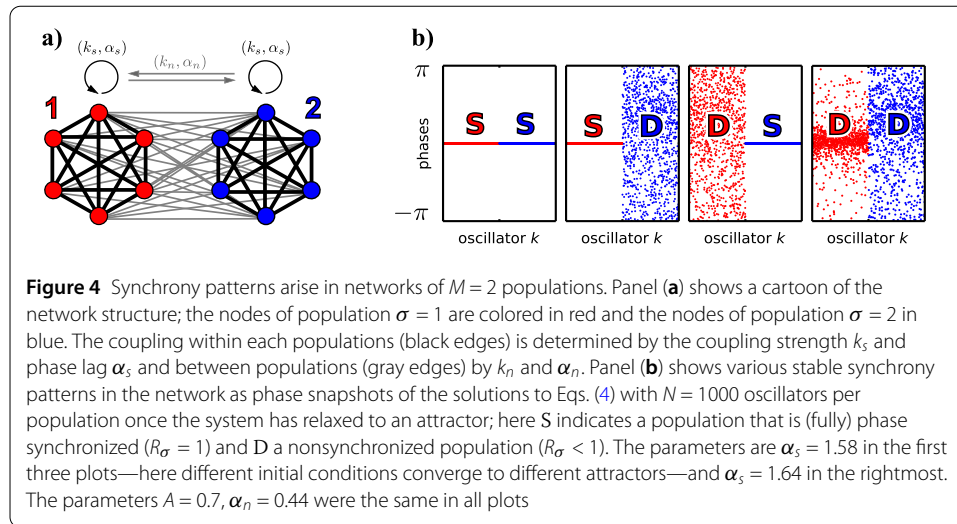 a)
b)
(k_s, α_s)
(k_n, α_n)
(k_s, α_s)
1
2
π
phases
−π
S S
S D
D S
D D
oscillator k
oscillator k
oscillator k
oscillator k
Figure 4 Synchrony patterns arise in networks of M = 2 populations. Panel (a) shows a cartoon of the
network structure; the nodes of population σ = 1 are colored in red and the nodes of population σ = 2 in
blue. The coupling within each populations (black edges) is determined by the coupling strength k_s and
phase lag α_s and between populations (gray edges) by k_n and α_n. Panel (b) shows various stable synchrony
patterns in the network as phase snapshots of the solutions to Eqs. (4) with N = 1000 oscillators per
population once the system has relaxed to an attractor; here S indicates a population that is (fully) phase
synchronized (R_σ = 1) and D a nonsynchronized population (R_σ < 1). The parameters are α_s = 1.58 in the first
three plots—here different initial conditions converge to different attractors—and α_s = 1.64 in the rightmost.
The parameters A = 0.7, α_n = 0.44 were the same in all plots